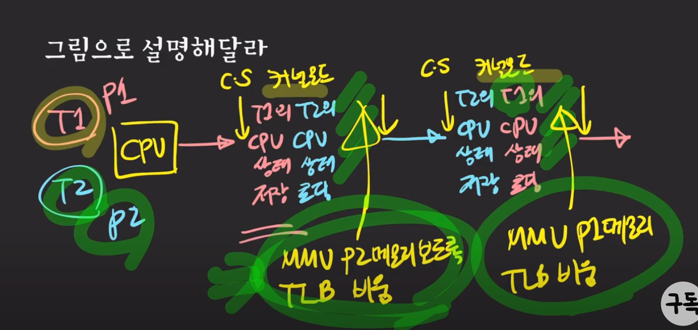 그림으로 설명해달라
T1 P1
CPU
T2
P2
C·S 커널모드
T1의 T2의
CPU CPU
상태 상태
저장 로딩
MMU P2메모리보도록
TLB 비움
C·S 커널모드
T2의 T1의
CPU CPU
상태 상태
저장 로딩
MMU P1메모리
TLB 비움
구독